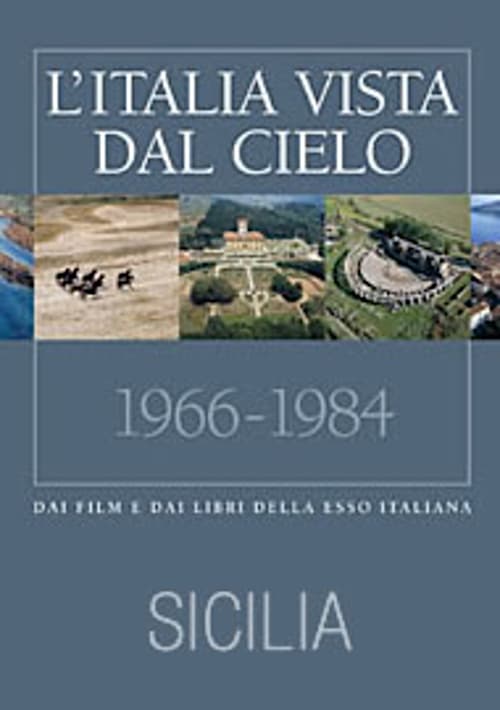 L'ITALIA VISTA
DAL CIELO
1966-1984
DAI FILM E DAI LIBRI DELLA ESSO ITALIANA
SICILIA